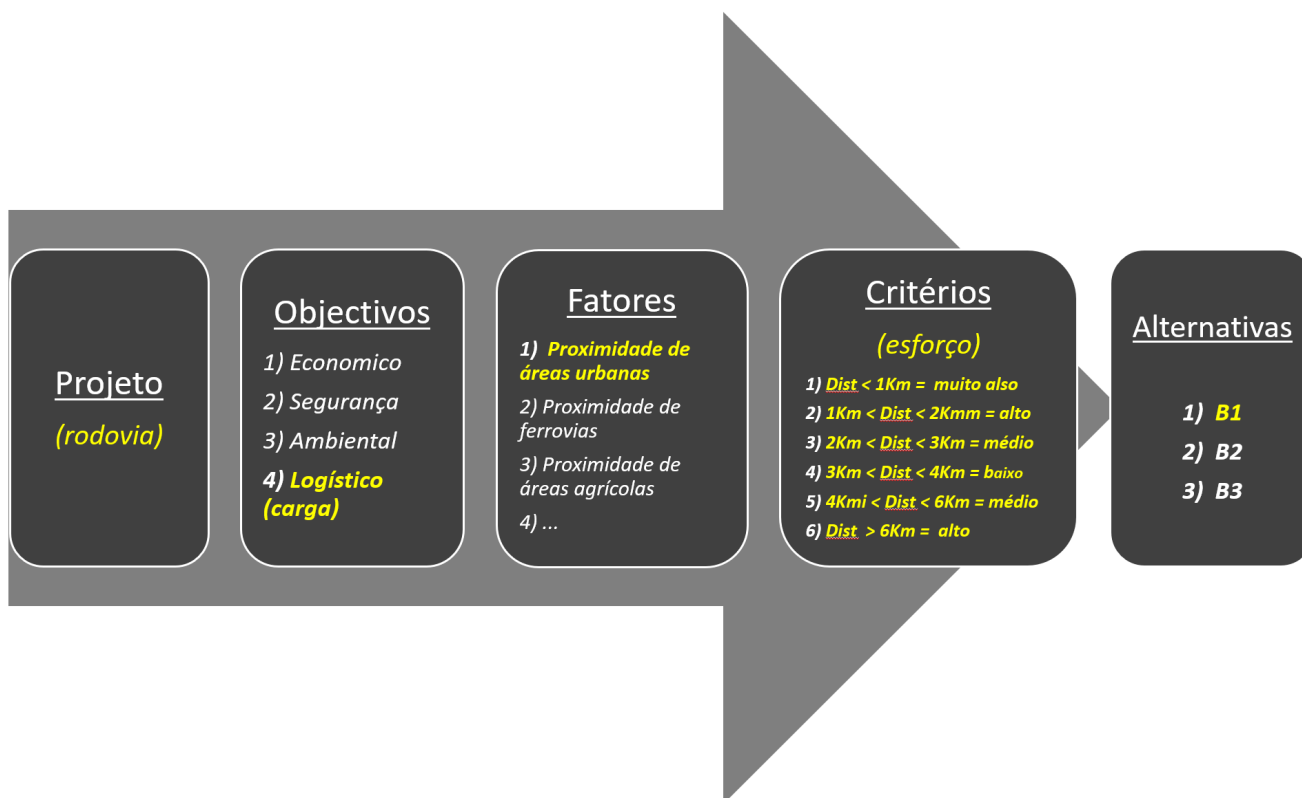 Projeto
(rodovia)
Objectivos
1) Economico
2) Segurança
3) Ambiental
4) Logístico
(carga)
Fatores
1) Proximidade de
áreas urbanas
2) Proximidade de
ferrovias
3) Proximidade de
áreas agrícolas
4) ...
Critérios
(esforço)
1) Dist < 1Km = muito also
2) 1Km < Dist < 2Kmm = alto
3) 2Km < Dist < 3Km = médio
4) 3Km < Dist < 4Km = baixo
5) 4Kmi < Dist < 6Km = médio
6) Dist > 6Km = alto
Alternativas
1) B1
2) B2
3) B3